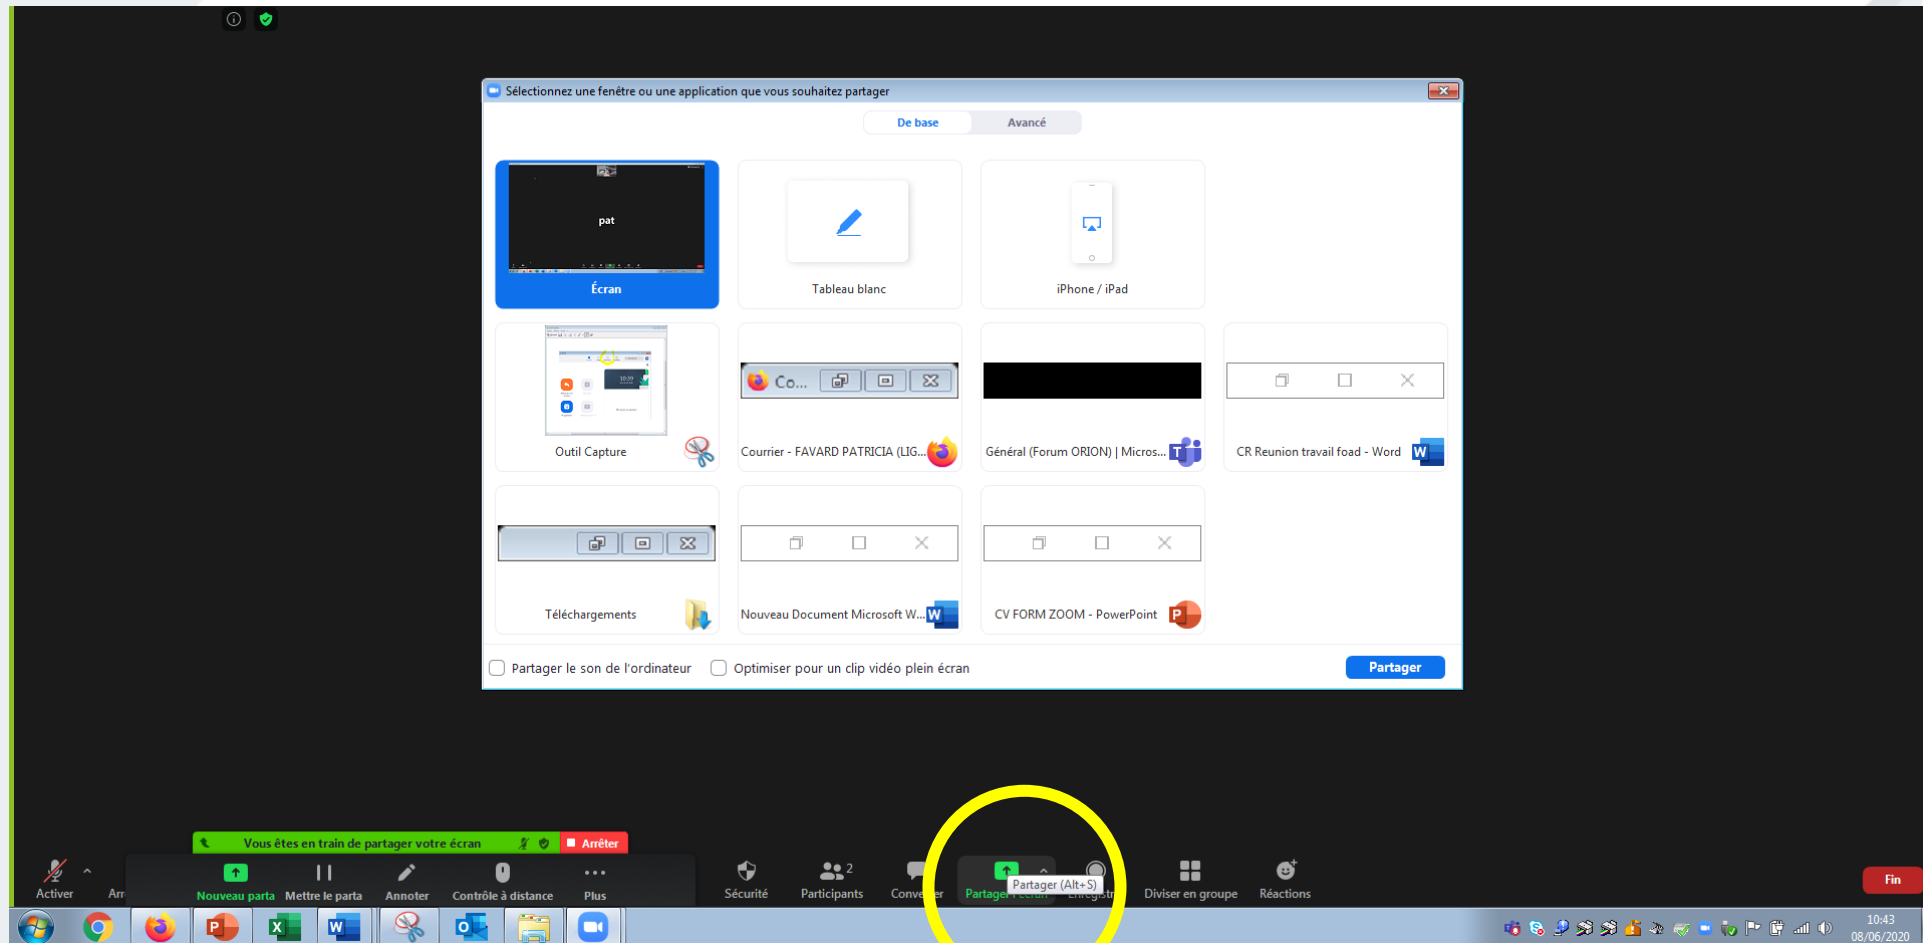 Sélectionnez une fenêtre ou une application que vous souhaitez partager
De base
Avancé
pat
Écran
Tableau blanc
iPhone / iPad
Outil Capture
Co...
Courrier - FAVARD PATRICIA (LIG...
Général (Forum ORION) | Micros...
CR Reunion travail foad - Word
Téléchargements
Nouveau Document Microsoft W...
CV FORM ZOOM - PowerPoint
Partager le son de l'ordinateur
Optimiser pour un clip vidéo plein écran
Partager
Vous êtes en train de partager votre écran
Arrêter
Activer
Arr
Nouveau parta
Mettre le parta
Annoter
Contrôle à distance
Plus
Sécurité
Participants
2
Partager
Partager (Alt+S)
Diviser en groupe
Réactions
Fin
10:43
08/06/2020